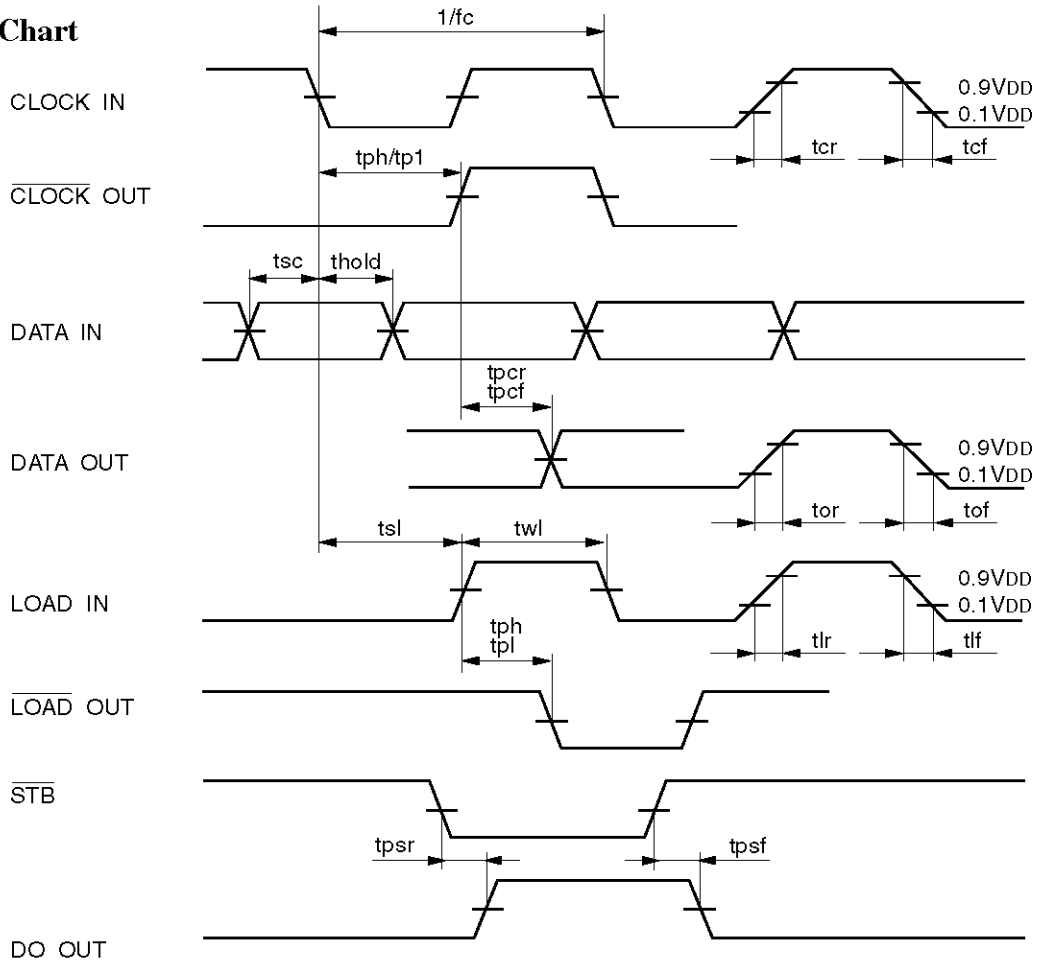 Chart
1/fc
CLOCK IN
0.9VDD
0.1VDD
tcr
tcf
tph/tp1
CLOCK OUT
tsc
thold
DATA IN
tpcr
tpcf
DATA OUT
0.9VDD
0.1VDD
tor
tof
tsl
twl
LOAD IN
0.9VDD
0.1VDD
tph
tpl
tlr
tlf
LOAD OUT
STB
tpsr
tpsf
DO OUT